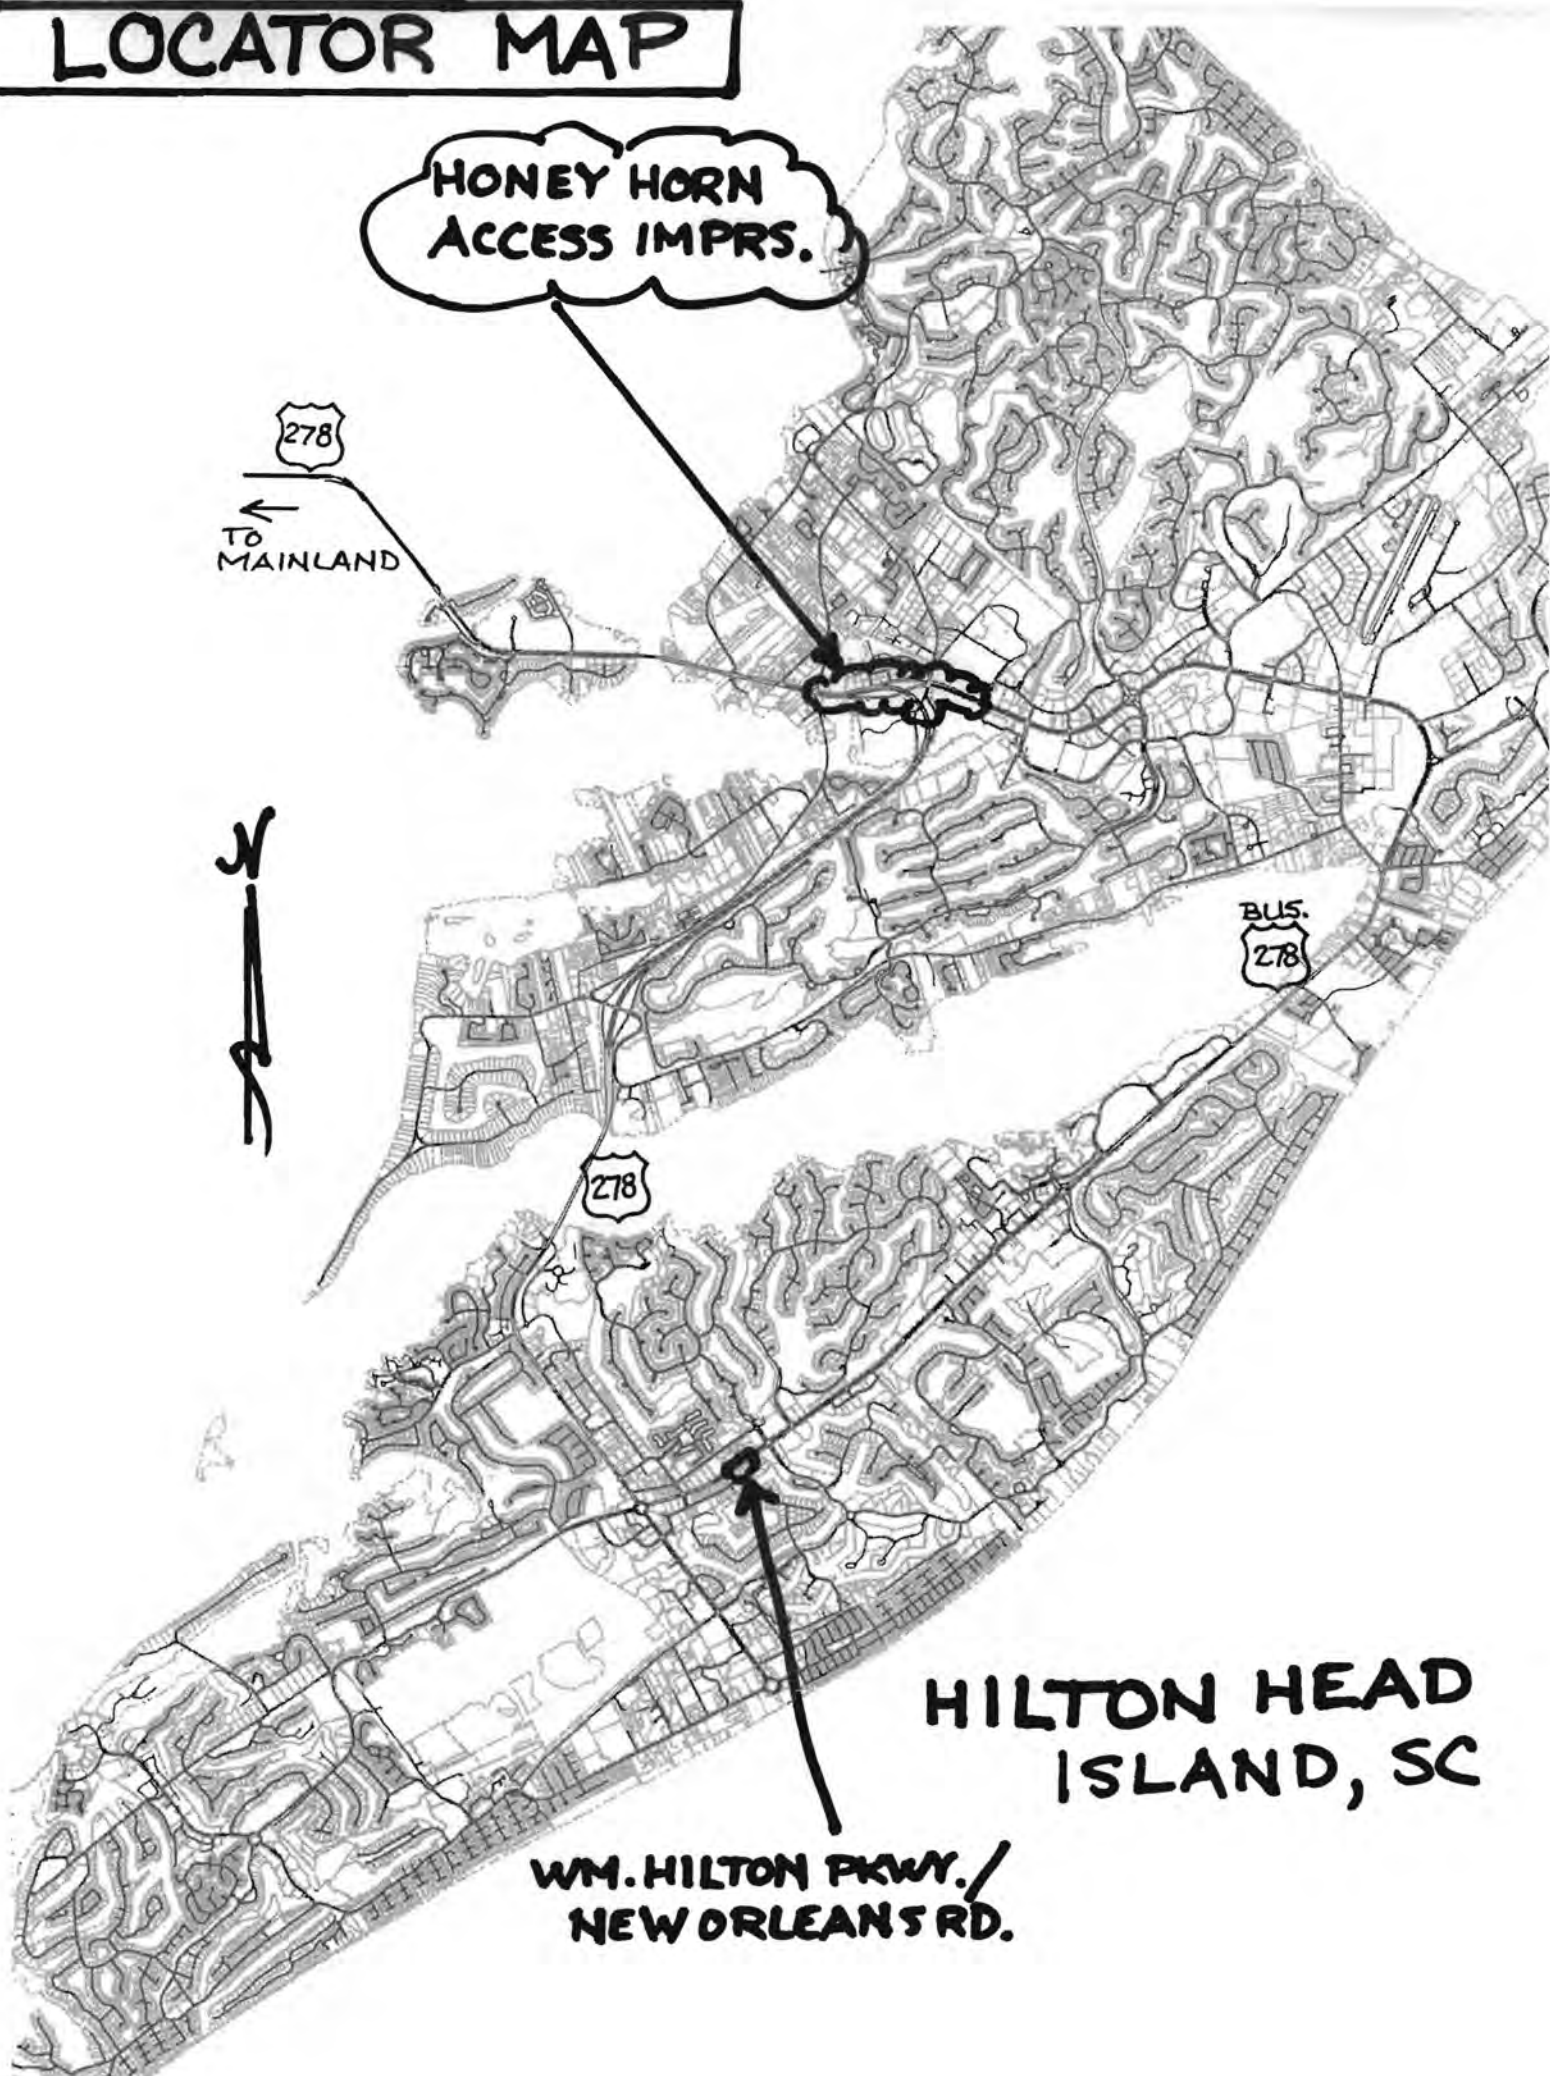 LOCATOR MAP
HONEY HORN
ACCESS IMPRS.
278
TO
MAINLAND
N
BUS.
278
278
HILTON HEAD
ISLAND, SC
WM. HILTON PKWY./
NEW ORLEANS RD.